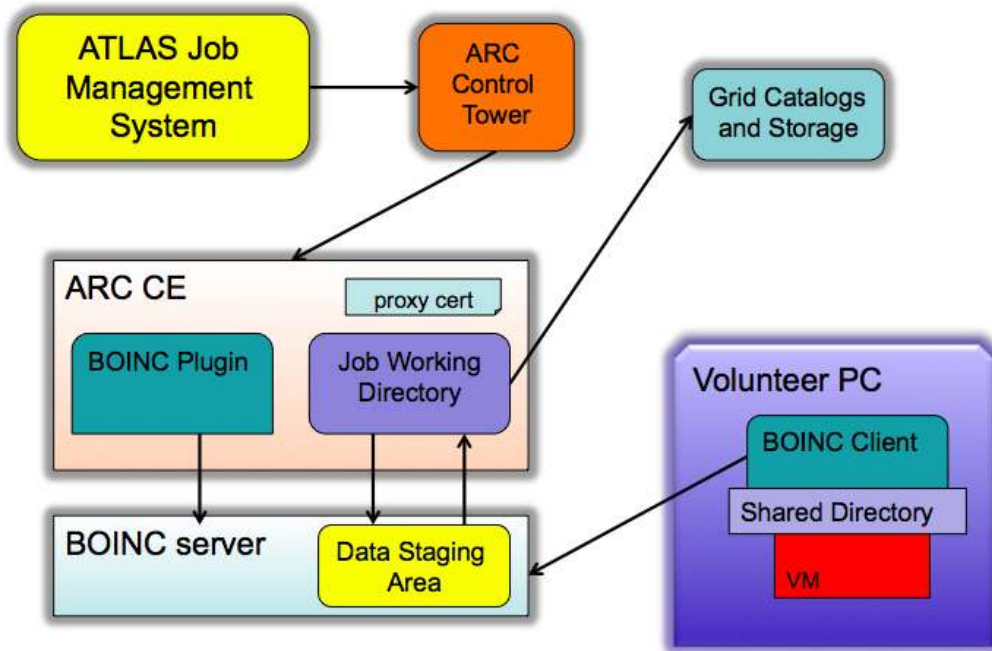 ATLAS Job
Management
System
ARC
Control
Tower
Grid Catalogs
and Storage
ARC CE
proxy cert
BOINC Plugin
Job Working
Directory
Volunteer PC
BOINC Client
Shared Directory
VM
BOINC server
Data Staging
Area